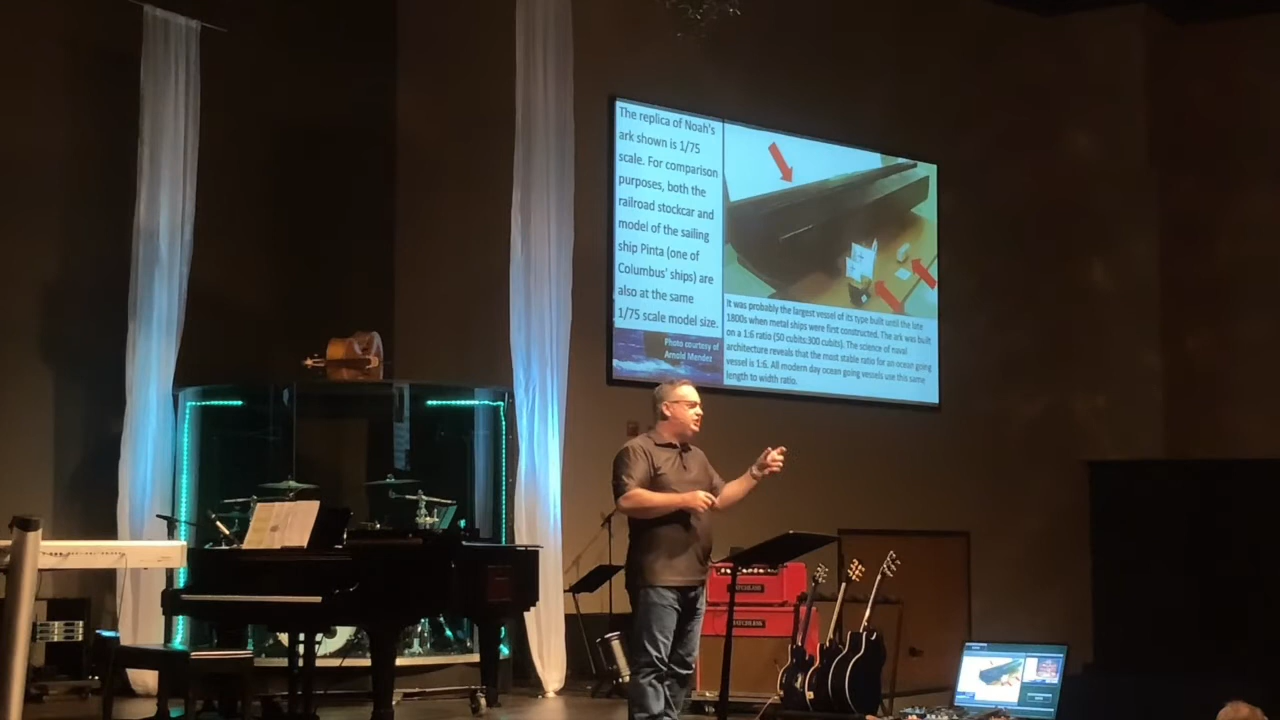 The replica of Noah's
ark shown is 1/75
scale. For comparison
purposes, both the
railroad stockcar and
model of the sailing
ship Pinta (one of
Columbus' ships) are
also at the same
1/75 scale model size.
Photo courtesy of
Arnold Mendez
It was probably the largest vessel of its type built until the late
1800s when metal ships were first constructed. The ark was built
on a 1:6 ratio (50 cubits:300 cubits). The science of naval
architecture reveals that the most stable ratio for an ocean going
vessel is 1:6. All modern day ocean going vessels use this same
length to width ratio.
MATCHLESS
MATCHLESS